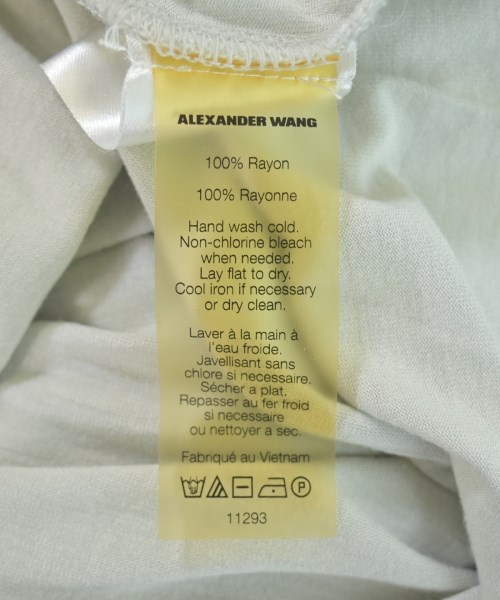 ALEXANDER WANG
100% Rayon
100% Rayonne
Hand wash cold.
Non-chlorine bleach
when needed.
Lay flat to dry.
Cool iron if necessary
or dry clean.
Laver à la main à
l'eau froide.
Javellisant sans
chlore si necessaire.
Sécher a plat.
Repasser au fer froid
si necessaire
ou nettoyer a sec.
Fabriqué au Vietnam
P
11293